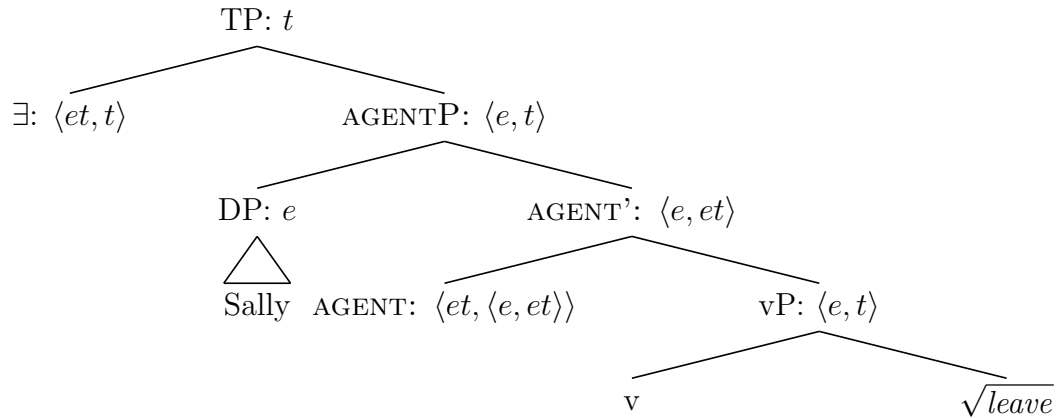 TP: t
∃: ⟨et, t⟩ AGENTP: ⟨e, t⟩
DP: e AGENT': ⟨e, et⟩
Sally AGENT: ⟨et, ⟨e, et⟩⟩ vP: ⟨e, t⟩
v √leave